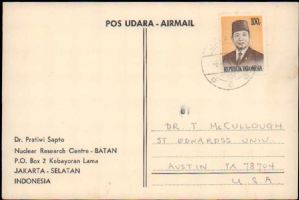 POS UDARA - AIRMAIL
100
REPUBLIK INDONESIA
Dr. Pratiwi Sapto
Nuclear Research Centre - BATAN
P.O. Box 2 Kebayoran Lama
JAKARTA - SELATAN
INDONESIA
DR T McCULLOUGH
ST EDWARDS UNIV.
AUSTIN TX 78704
U S A